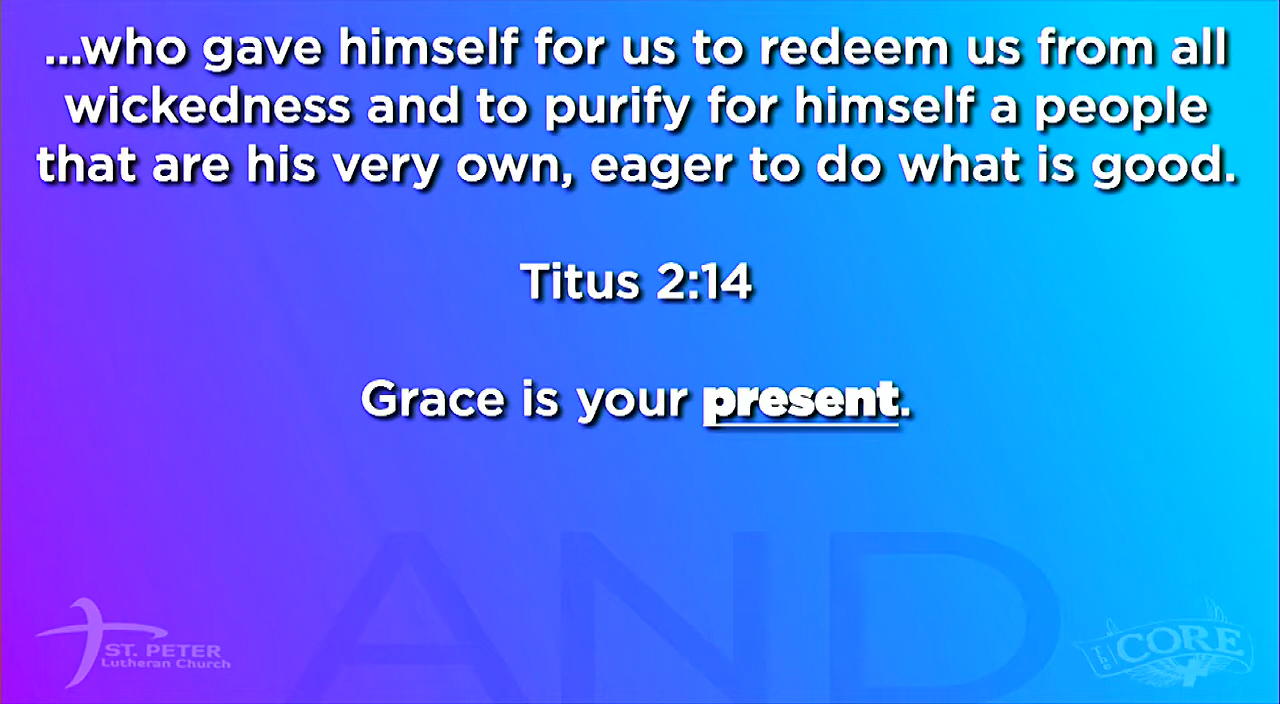 ...who gave himself for us to redeem us from all
wickedness and to purify for himself a people
that are his very own, eager to do what is good.
Titus 2:14
Grace is your present.
AND
ST. PETER
Lutheran Church
The
CORE